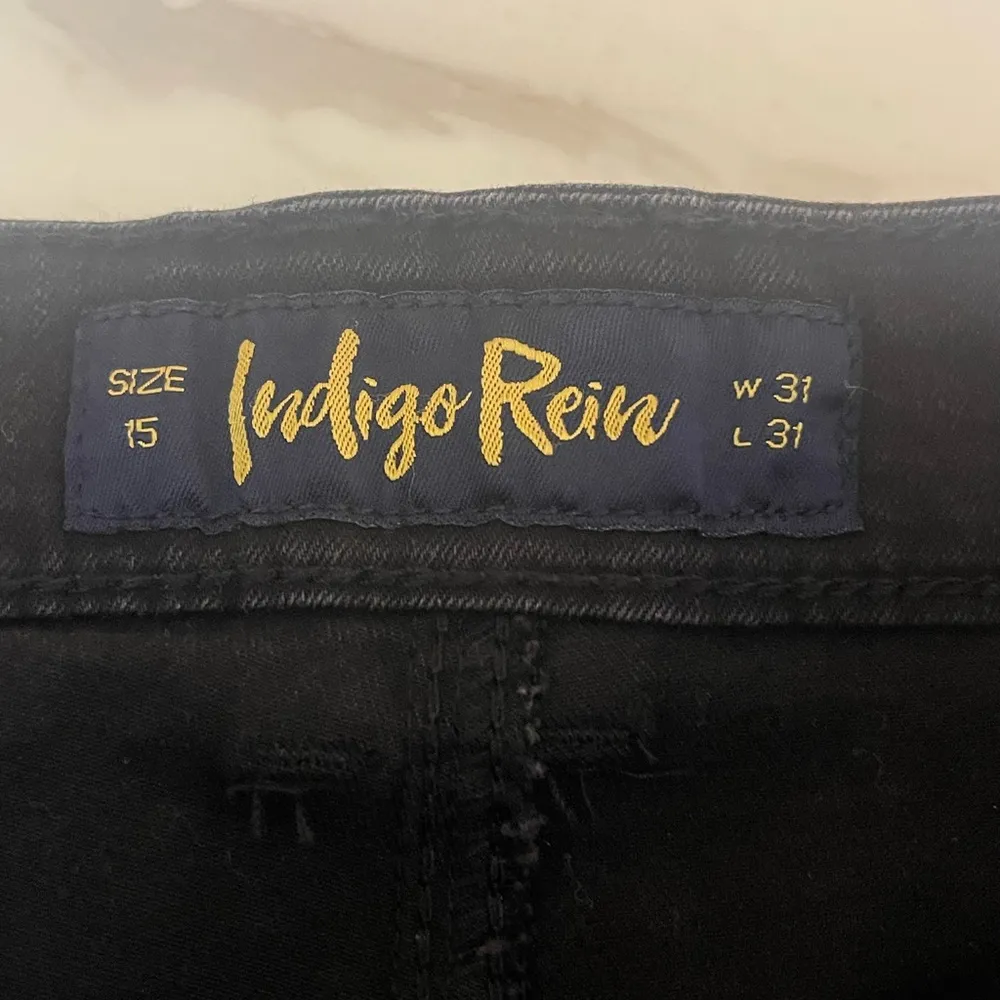 SIZE
15
Indigo Rein
W 31
L 31